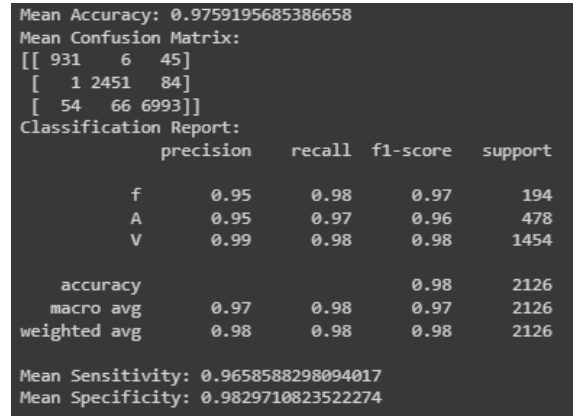 Mean Accuracy: 0.9759195685386658
Mean Confusion Matrix:
[[ 931    6   45]
 [   1 2451   84]
 [  54   66 6993]]
Classification Report:
              precision    recall  f1-score   support

           f       0.95      0.98      0.97       194
           A       0.95      0.97      0.96       478
           V       0.99      0.98      0.98      1454

    accuracy                           0.98      2126
   macro avg       0.97      0.98      0.97      2126
weighted avg       0.98      0.98      0.98      2126

Mean Sensitivity: 0.9658588298094017
Mean Specificity: 0.9829710823522274